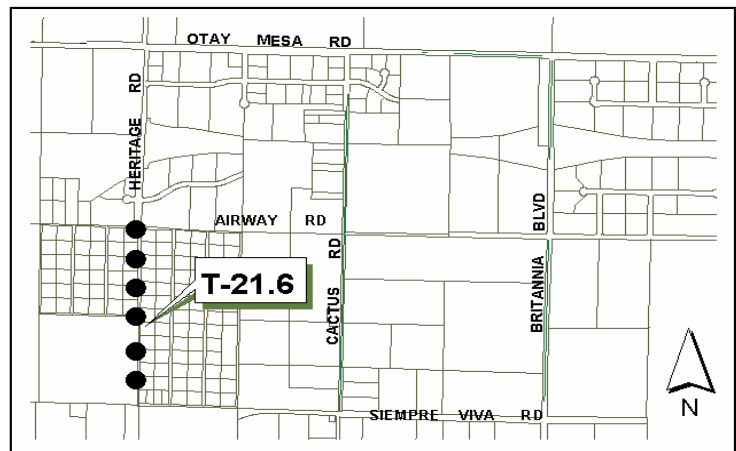 OTAY MESA RD
HERITAGE RD
AIRWAY RD
T-21.6
CACTUS RD
BRITANNIA BLVD
SIEMPRE VIVA RD
N